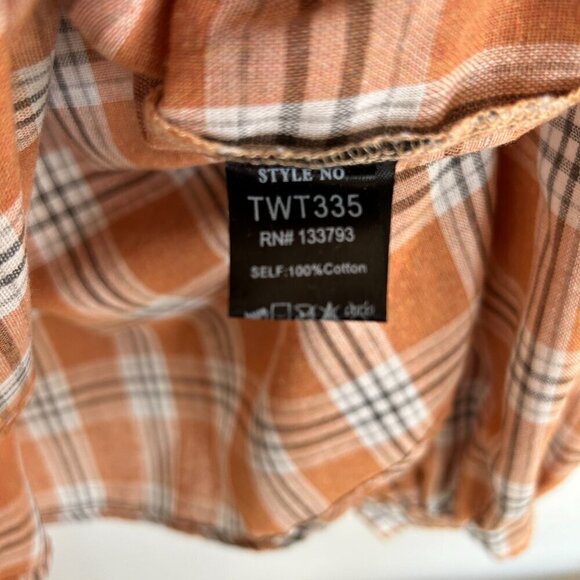 STYLE NO
TWT335
RN# 133793
SELF:100%Cotton